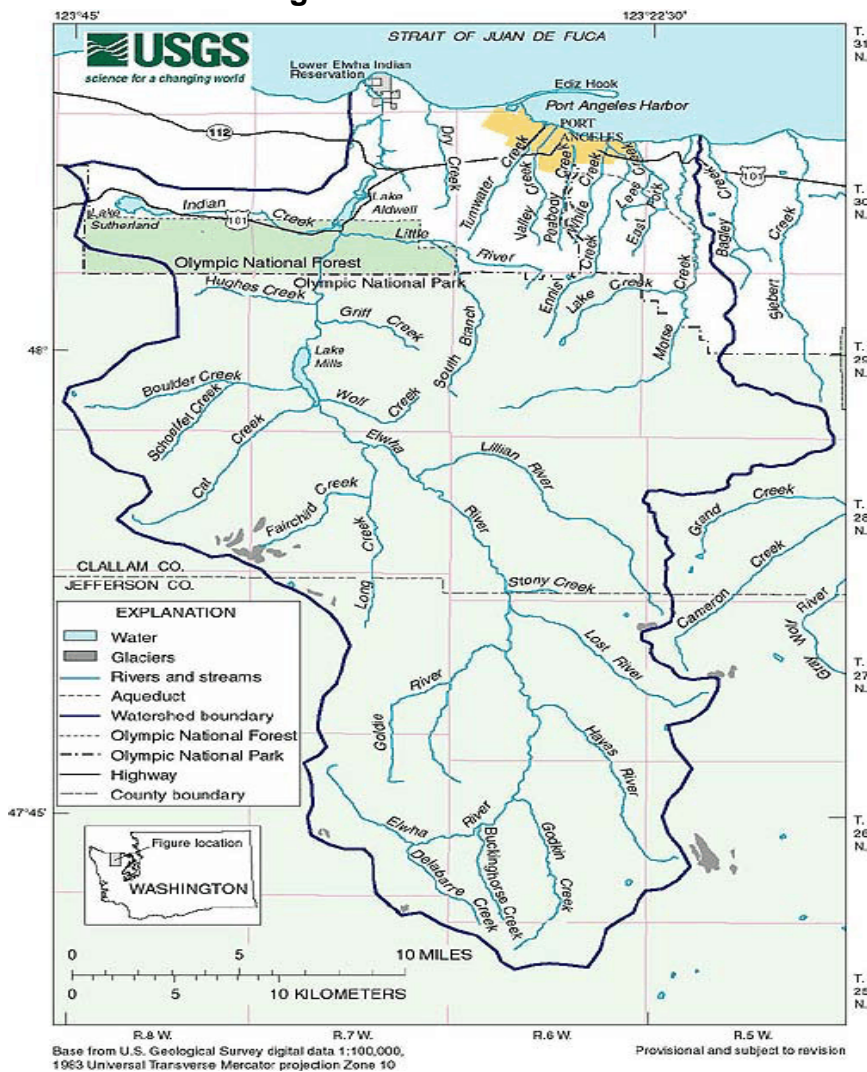 123°45'
123°22'30"
STRAIT OF JUAN DE FUCA
T.
31
N.
USGS
science for a changing world
Lower Elwha Indian
Reservation
Ediz Hook
Port Angeles Harbor
PORT
ANGELES
112
Dry Creek
Tumwater Creek
Valley Creek
Peabody Creek
White Creek
Ennis Creek
Lees Creek
East Fork
Bagley Creek
101
Siebert Creek
T.
30
N.
Lake
Aldwell
Indian Creek
101
Lake
Sutherland
Little River
Olympic National Forest
Olympic National Park
Hughes Creek
Griff Creek
South Branch
Lake Creek
Morse Creek
48°
T.
29
N.
Lake
Mills
Boulder Creek
Schoeffel Creek
Cat Creek
Wolf Creek
Elwha River
Lillian River
Fairchild Creek
Long Creek
Grand Creek
T.
28
N.
Cameron Creek
Gray Wolf River
CLALLAM CO.
JEFFERSON CO.
Stony Creek
Lost River
T.
27
N.
EXPLANATION
Water
Glaciers
Rivers and streams
Aqueduct
Watershed boundary
Olympic National Forest
Olympic National Park
Highway
County boundary
Goldie River
Hayes River
47°45'
T.
26
N.
Elwha River
Delabarre Creek
Buckinghorse Creek
Godkin Creek
Figure location
WASHINGTON
0 5 10 MILES
0 5 10 KILOMETERS
T.
25
N.
R.8 W. R.7 W. R.6 W. R.5 W.
Base from U.S. Geological Survey digital data 1:100,000,
1983 Universal Transverse Mercator projection Zone 10
Provisional and subject to revision